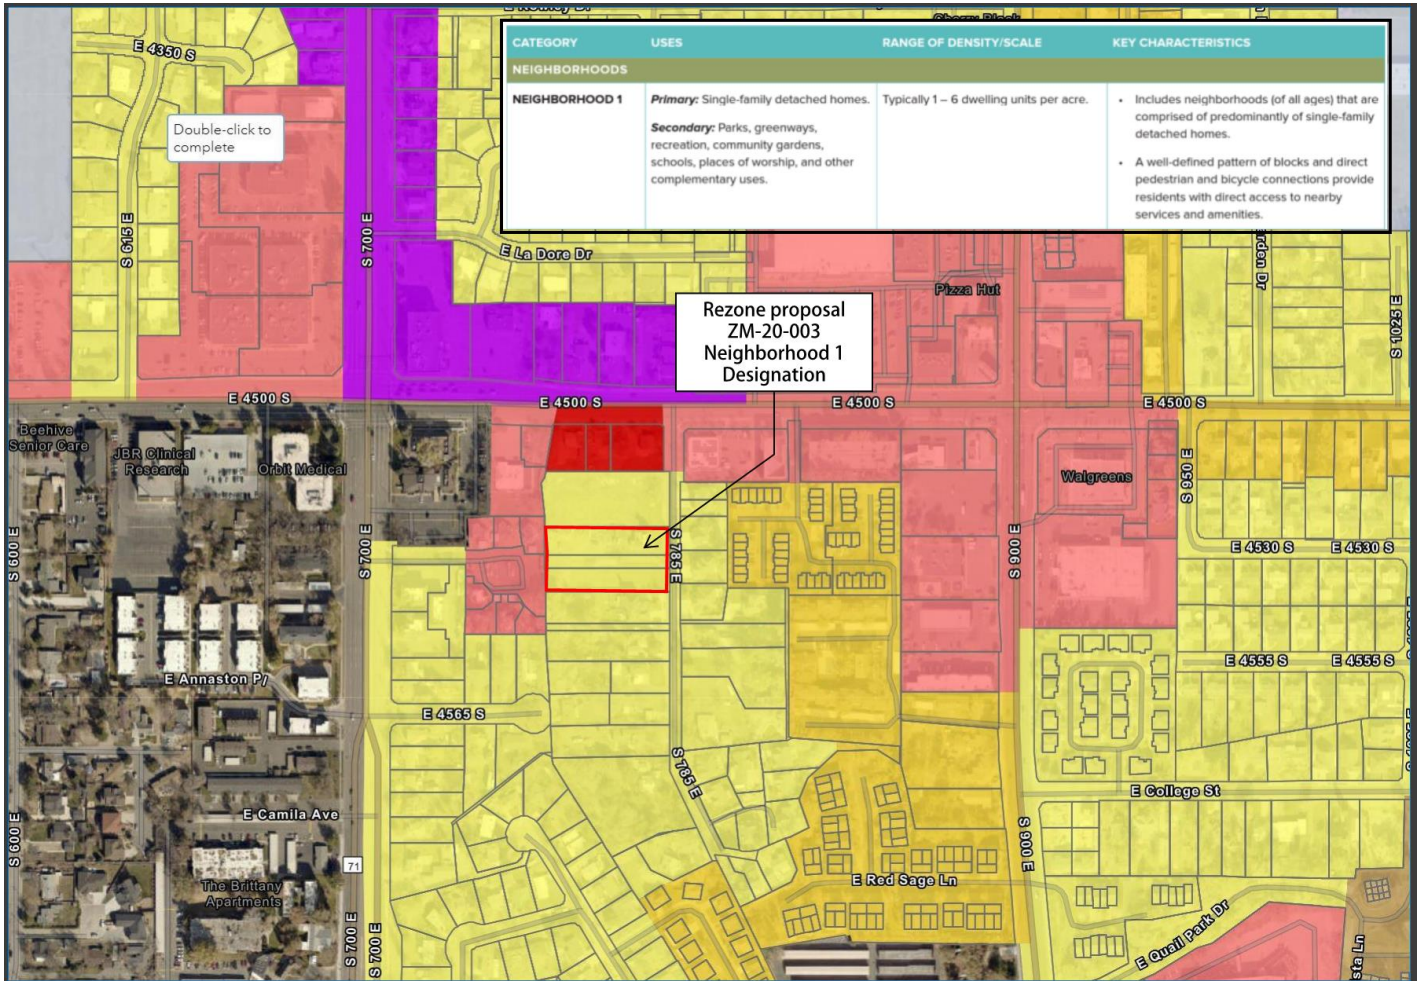 E 4350 S
Double-click to
complete
CATEGORY USES RANGE OF DENSITY/SCALE KEY CHARACTERISTICS
NEIGHBORHOODS
NEIGHBORHOOD 1
Primary: Single-family detached homes.
Secondary: Parks, greenways,
recreation, community gardens,
schools, places of worship, and other
complementary uses.
Typically 1 – 6 dwelling units per acre.
• Includes neighborhoods (of all ages) that are
comprised of predominantly of single-family
detached homes.
• A well-defined pattern of blocks and direct
pedestrian and bicycle connections provide
residents with direct access to nearby
services and amenities.
S 615 E
S 700 E
E La Dore Dr
Pizza Hut
S 1025 E
Rezone proposal
ZM-20-003
Neighborhood 1
Designation
E 4500 S
E 4500 S
E 4500 S
E 4500 S
Beehive
Senior Care
JBR Clinical
Research
Orbit Medical
Walgreens
S 950 E
S 600 E
S 700 E
S 785 E
S 900 E
E 4530 S
E 4530 S
E 4555 S
E 4555 S
E Annaston Pl
E 4565 S
S 785 E
E College St
E Camila Ave
S 600 E
71
S 900 E
The Brittany
Apartments
E Red Sage Ln
S 700 E
S 700 E
E Quail Park Dr
sta Ln